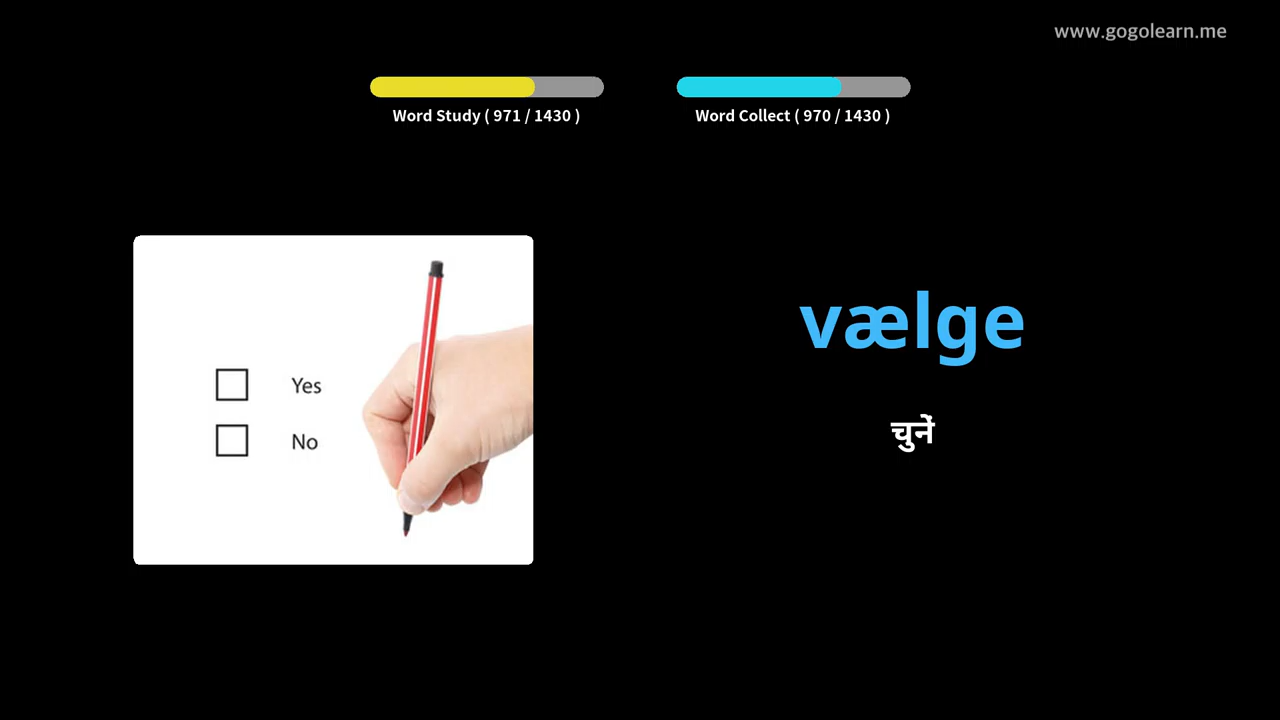 www.gogolearn.me
Word Study ( 971 / 1430 )
Word Collect ( 970 / 1430 )
Yes
No
vælge
चुनें